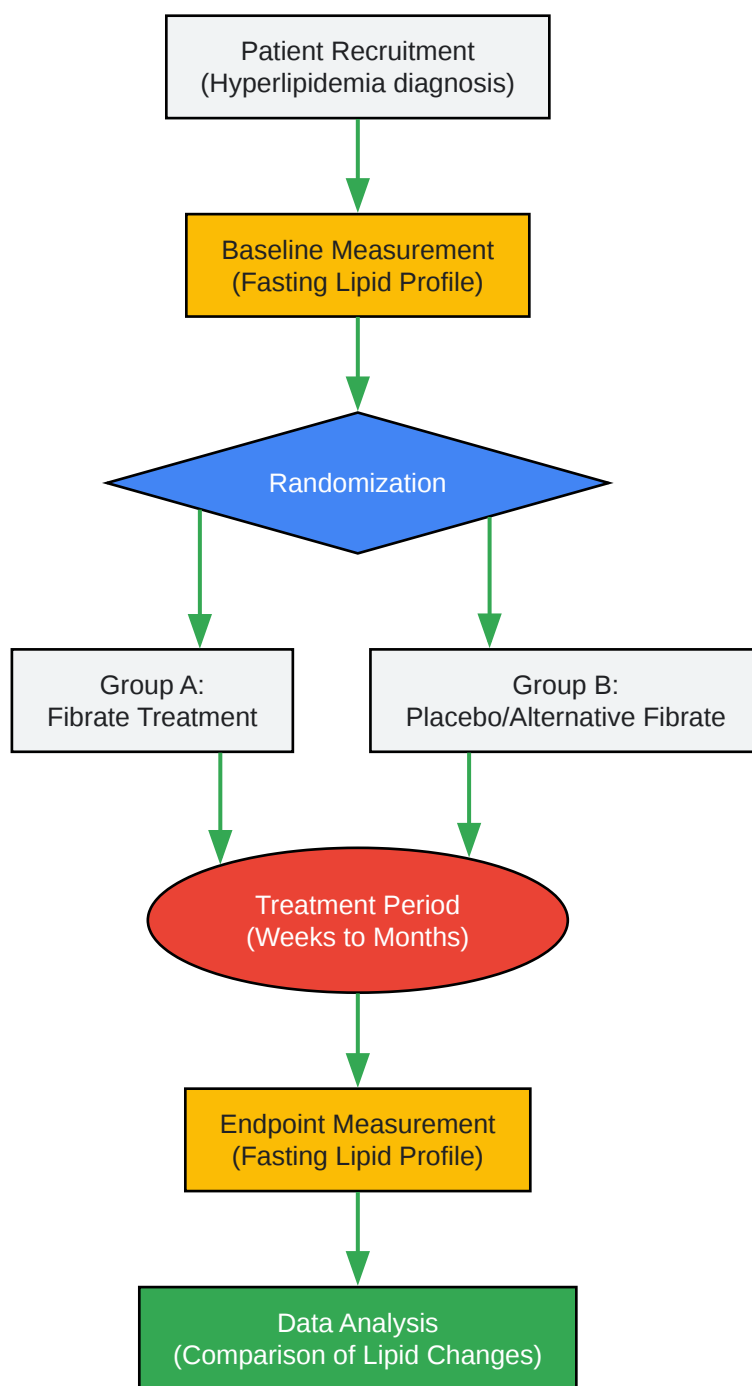 Patient Recruitment
(Hyperlipidemia diagnosis)
Baseline Measurement
(Fasting Lipid Profile)
Randomization
Group A:
Fibrate Treatment
Group B:
Placebo/Alternative Fibrate
Treatment Period
(Weeks to Months)
Endpoint Measurement
(Fasting Lipid Profile)
Data Analysis
(Comparison of Lipid Changes)